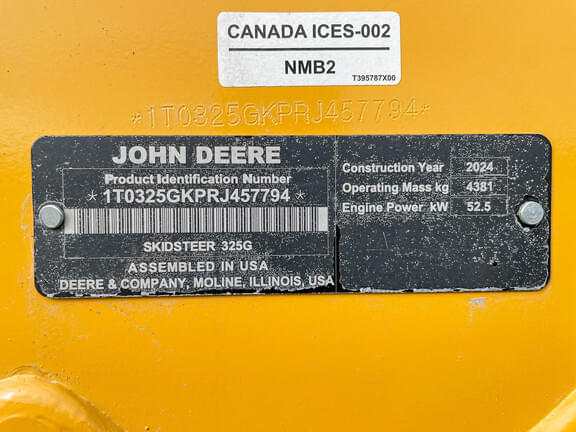 CANADA ICES-002
NMB2
T395787X00
*1T0325GKPRJ457794*
JOHN DEERE
Product Identification Number
*1T0325GKPRJ457794*
SKIDSTEER 325G
ASSEMBLED IN USA
DEERE & COMPANY, MOLINE, ILLINOIS, USA
Construction Year 2024
Operating Mass kg 4381
Engine Power kW 52.5